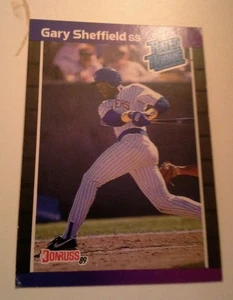 Gary Sheffield SS
RATED
ROOKIE
DONRUSS 89